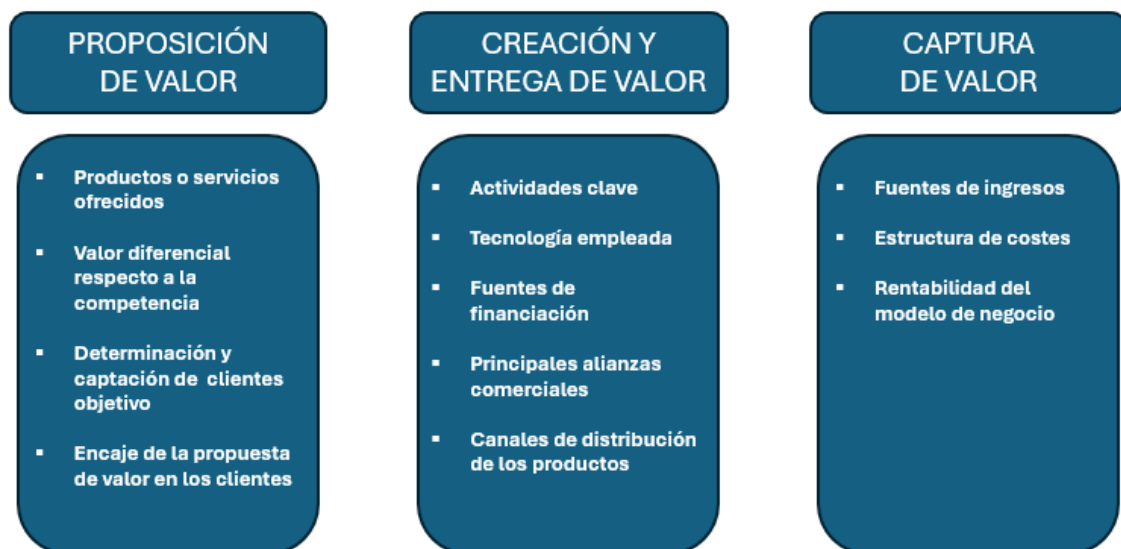 PROPOSICIÓN
DE VALOR
▪ Productos o servicios
ofrecidos
▪ Valor diferencial
respecto a la
competencia
▪ Determinación y
captación de clientes
objetivo
▪ Encaje de la propuesta
de valor en los clientes
CREACIÓN Y
ENTREGA DE VALOR
▪ Actividades clave
▪ Tecnología empleada
▪ Fuentes de
financiación
▪ Principales alianzas
comerciales
▪ Canales de distribución
de los productos
CAPTURA
DE VALOR
▪ Fuentes de ingresos
▪ Estructura de costes
▪ Rentabilidad del
modelo de negocio